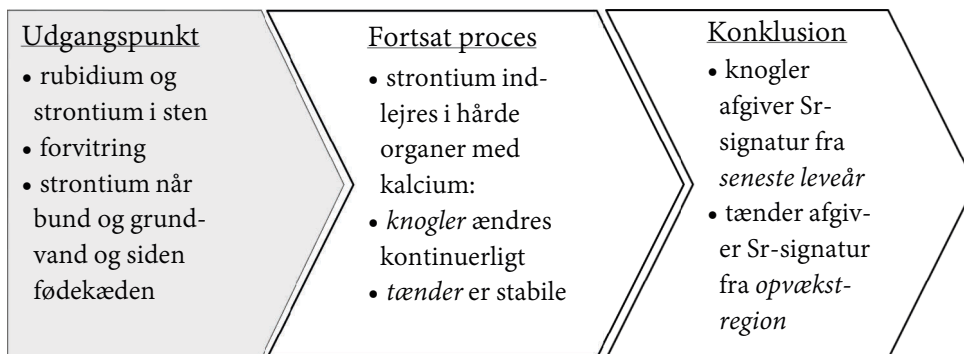 Udgangspunkt
• rubidium og
strontium i sten
• forvitring
• strontium når
bund og grund-
vand og siden
fødekæden
Fortsat proces
• strontium ind-
lejres i hårde
organer med
kalcium:
• knogler ændres
kontinuerligt
• tænder er stabile
Konklusion
• knogler
afgiver Sr-
signatur fra
seneste leveår
• tænder afgiv-
er Sr-signatur
fra opvækst-
region